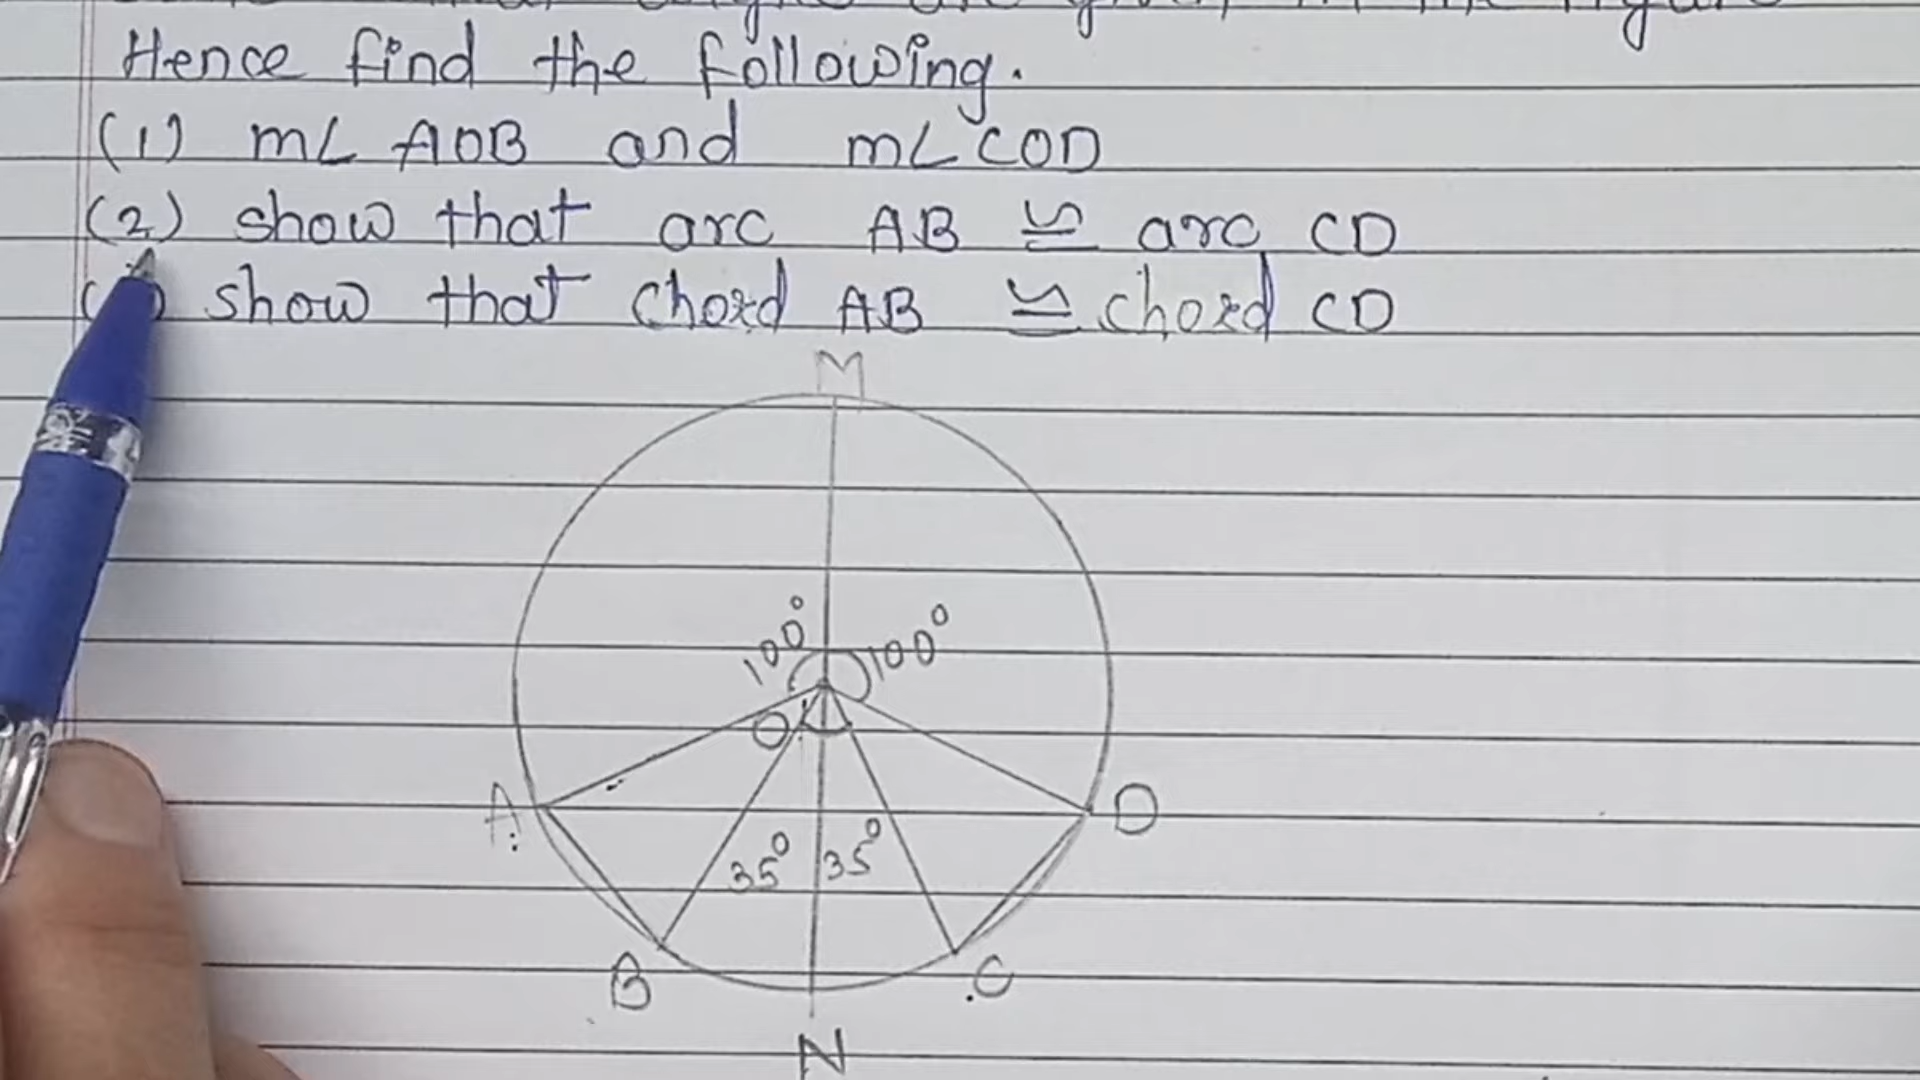 Hence find the following.
(1) m∠ AOB and m∠ COD
(2) show that arc AB ≅ arc CD
show that chord AB ≅ chord CD
M
100° 100°
O
A D
35° 35°
B C
N